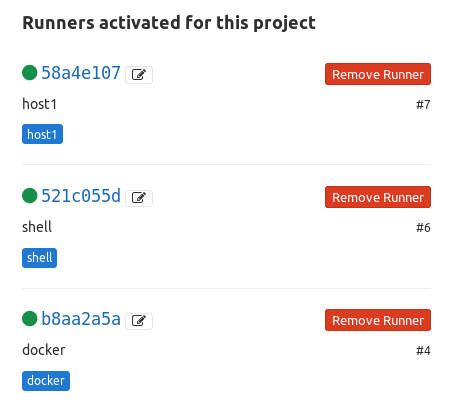 Runners activated for this project
58a4e107 Remove Runner
host1 #7
host1
521c055d Remove Runner
shell #6
shell
b8aa2a5a Remove Runner
docker #4
docker